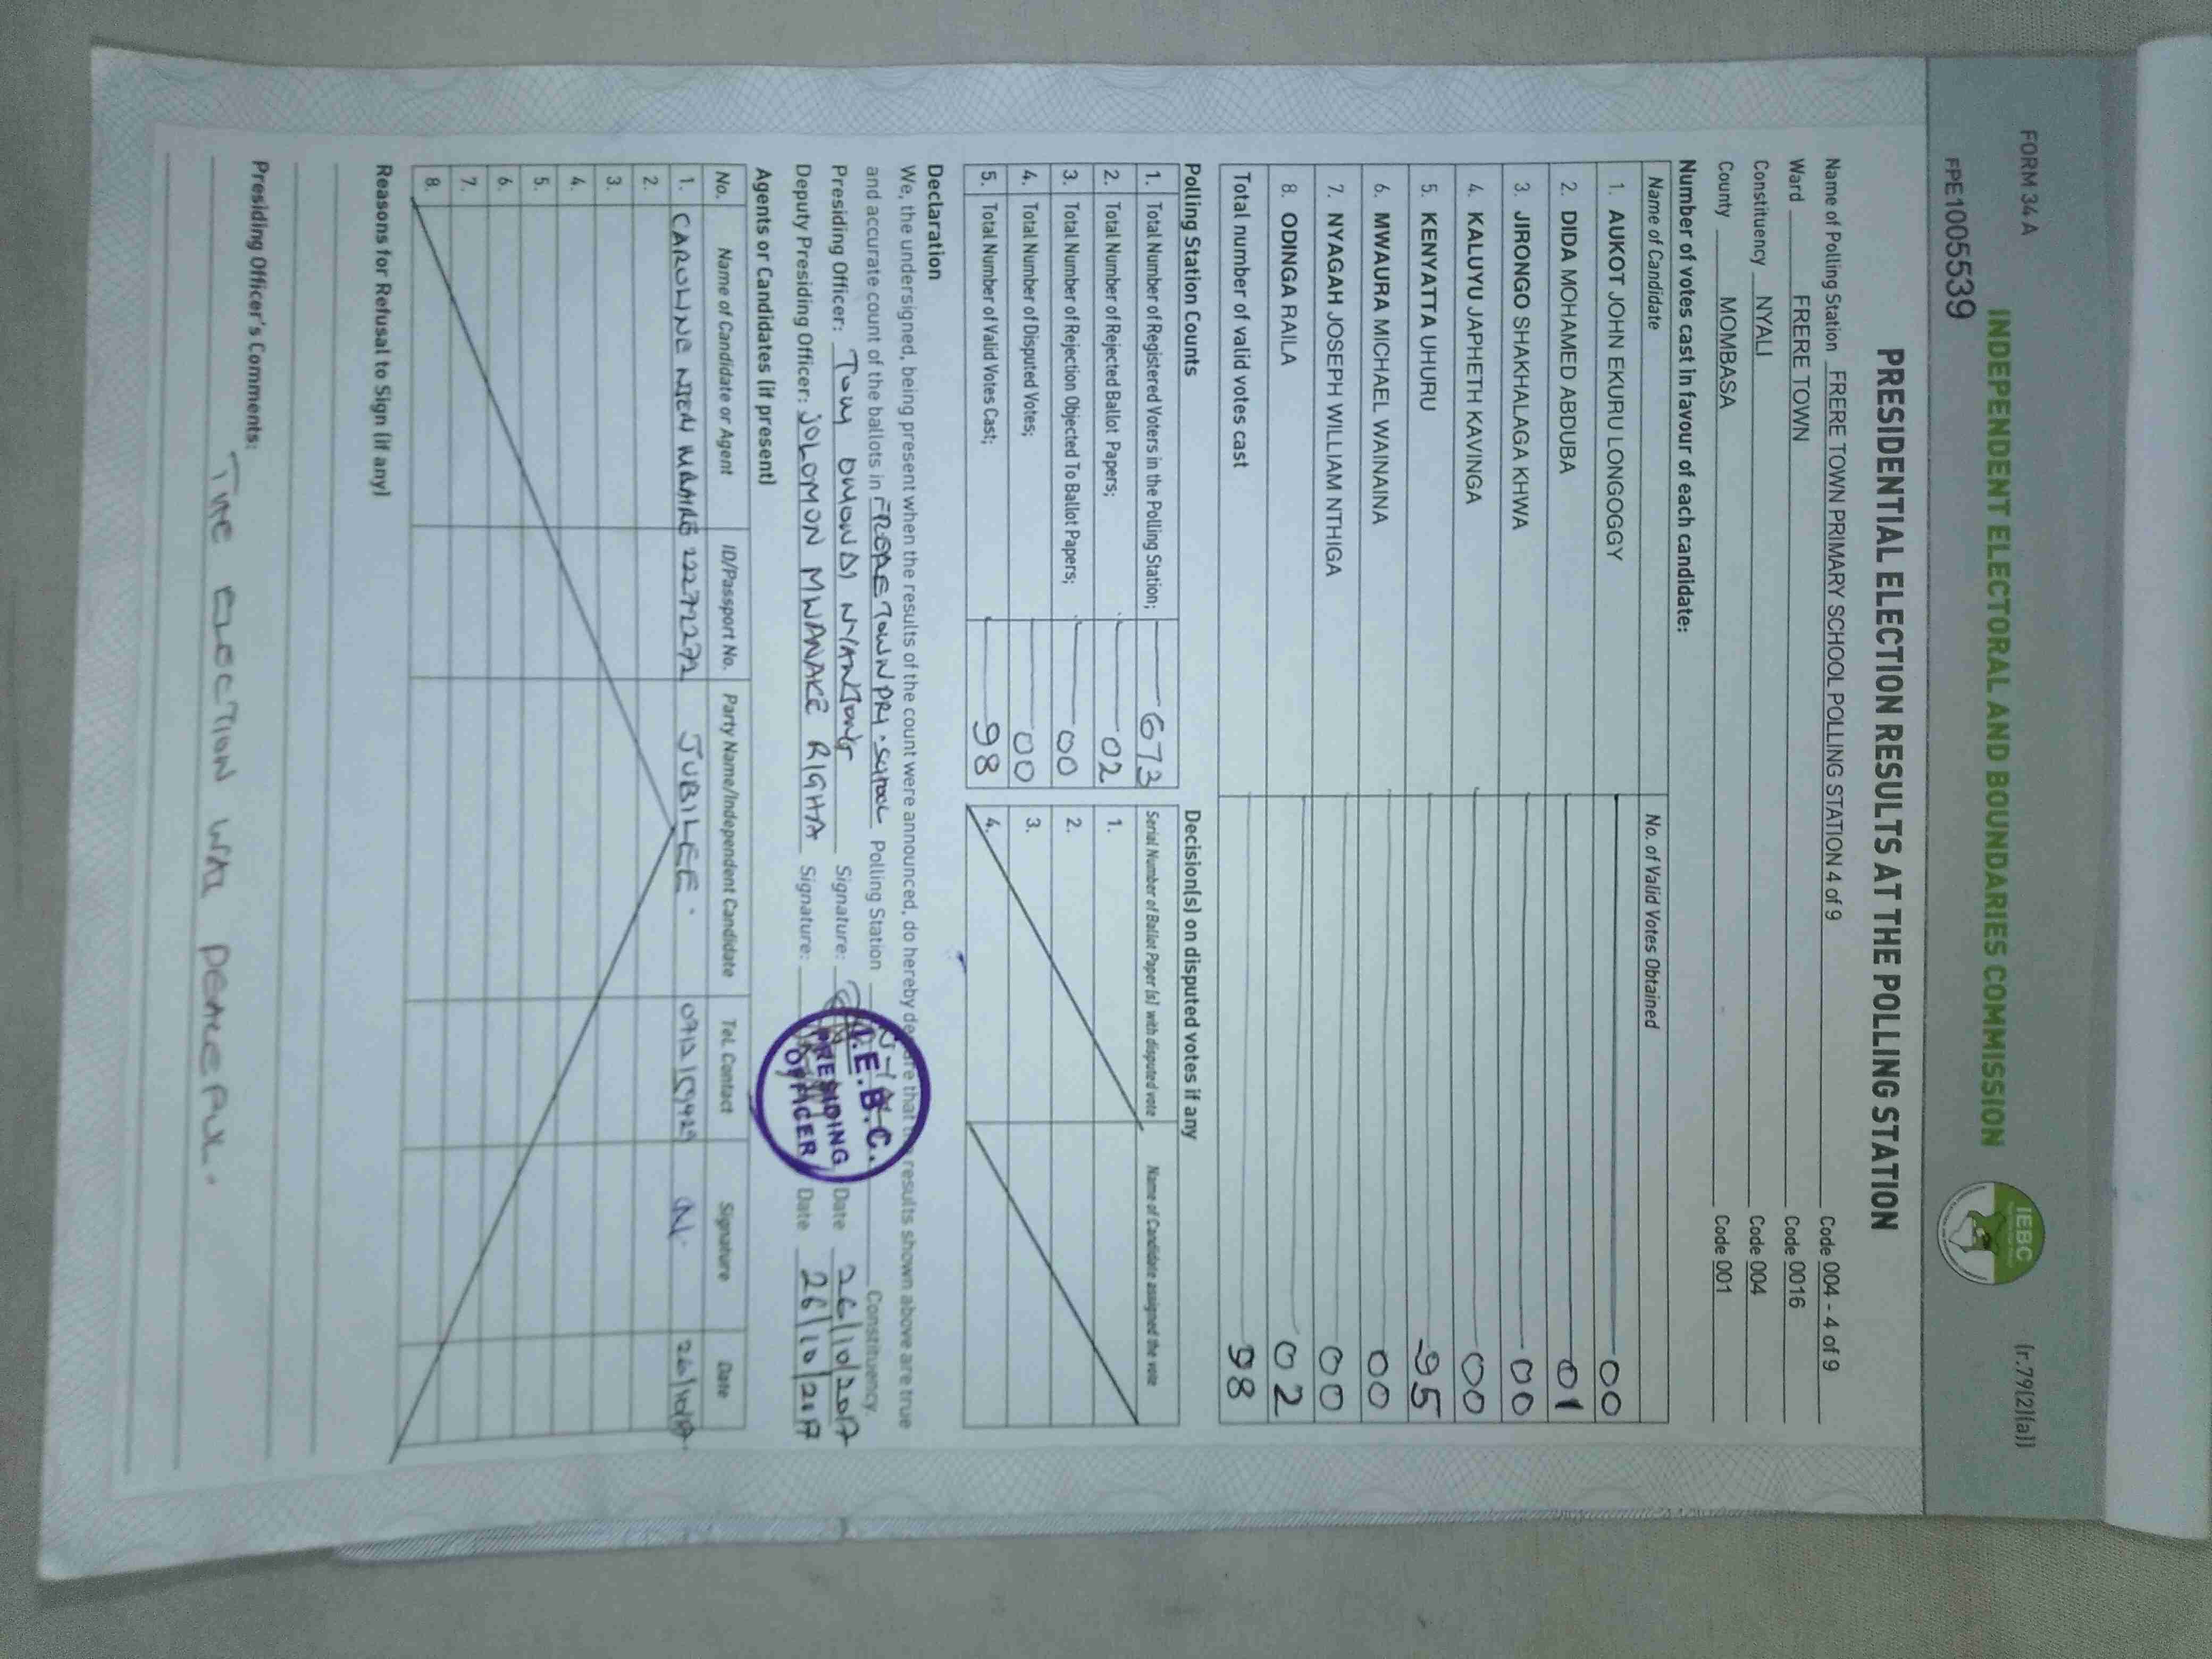 FORM 34 A
(r.79(2)(a))
INDEPENDENT ELECTORAL AND BOUNDARIES COMMISSION
IEBC
FPE1005539
PRESIDENTIAL ELECTION RESULTS AT THE POLLING STATION
Name of Polling Station FRERE TOWN PRIMARY SCHOOL POLLING STATION 4 of 9 Code 004 - 4 of 9
Ward FRERE TOWN Code 0016
Constituency NYALI Code 004
County MOMBASA Code 001
Number of votes cast in favour of each candidate:
Name of Candidate No. of Valid Votes Obtained
1. AUKOT JOHN EKURU LONGOGGY 00
2. DIDA MOHAMED ABDUBA 01
3. JIRONGO SHAKHALAGA KHWA 00
4. KALUYU JAPHETH KAVINGA 00
5. KENYATTA UHURU 95
6. MWAURA MICHAEL WAINAINA 00
7. NYAGAH JOSEPH WILLIAM NTHIGA 00
8. ODINGA RAILA 02
Total number of valid votes cast 98
Polling Station Counts Decision(s) on disputed votes if any
1. Total Number of Registered Voters in the Polling Station; 673 Serial Number of Ballot Paper (s) with disputed vote Name of Candidate assigned the vote
2. Total Number of Rejected Ballot Papers; 02 1.
3. Total Number of Rejection Objected To Ballot Papers; 00 2.
4. Total Number of Disputed Votes; 00 3.
5. Total Number of Valid Votes Cast; 98 4.
Declaration
We, the undersigned, being present when the results of the count were announced, do hereby declare that the results shown above are true
and accurate count of the ballots in TOWN PRI. SCHOOL Polling Station Constituency.
Presiding Officer: TONY Signature: Date 26/10/2017
Deputy Presiding Officer: SOLOMON MWANAKE RIGHA Signature: Date 26/10/2017
I.E.B.C.
PRESIDING
OFFICER
Agents or Candidates (if present)
No. Name of Candidate or Agent ID/Passport No. Party Name/Independent Candidate Tel. Contact Signature Date
1. CAROLINE 22272272 JUBILEE. 26/10/17
2.
3.
4.
5.
6.
7.
8.
Reasons for Refusal to Sign (if any)
Presiding Officer's Comments:
THE ELECTION WAS PEACEFUL.